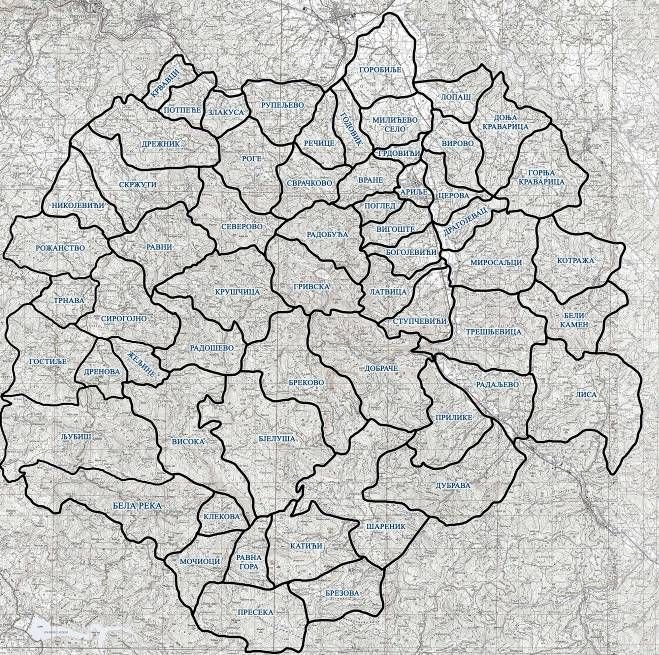 ГОРОБИЉЕ
КРВАВЦИ
ПОТПЕЋЕ
ЗЛАКУСА
РУПЕЉЕВО
ГОДОВИК
МИЛИЋЕВО
СЕЛО
ЛОПАШ
ДОЊА
КРАВАРИЦА
ДРЕЖНИК
РОГЕ
РЕЧИЦЕ
ГРДОВИЋИ
ВИРОВО
ГОРЊА
КРАВАРИЦА
СКРЖУТИ
СВРАЧКОВО
ВРАНЕ
АРИЉЕ
ЦЕРОВА
НИКОЈЕВИЋИ
ПОГЛЕД
СЕВЕРОВО
РАДОБУЂА
ВИГОШТЕ
ДРАГОЈЕВАЦ
РОЖАНСТВО
РАВНИ
БОГОЈЕВИЋИ
МИРОСАЉЦИ
КОТРАЖА
ТРНАВА
КРУШЧИЦА
ГРИВСКА
ЛАТВИЦА
СИРОГОЈНО
СТУПЧЕВИЋИ
ТРЕШЊЕВИЦА
БЕЛИ
КАМЕН
ГОСТИЉЕ
ДРЕНОВА
ЖЕЉИНЕ
РАДОШЕВО
БРЕКОВО
ДОБРАЧЕ
РАДАЉЕВО
ЛИСА
ПРИЛИКЕ
ЉУБИШ
ВИСОКА
БЈЕЛУША
ДУБРАВА
БЕЛА РЕКА
КЛЕКОВА
ШАРЕНИК
МОЧИОЦИ
РАВНА
ГОРА
КАТИЋИ
ПРЕСЕКА
БРЕЗОВА